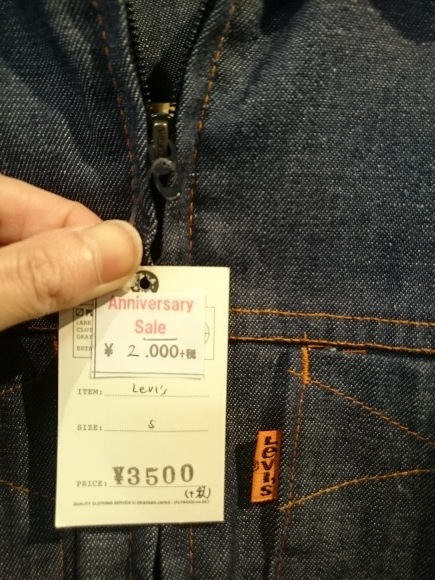 Anniversary
Sale
¥ 2.000+税
ITEM: Levi's
SIZE: S
PRICE: ¥3500
(+税)
Levi's